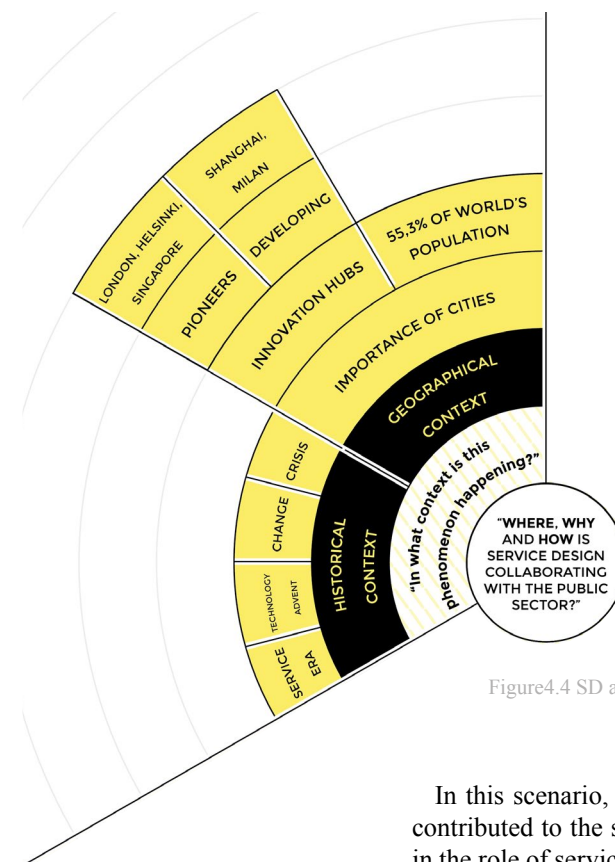 SHANGHAI,
MILAN
LONDON, HELSINKI,
SINGAPORE
DEVELOPING
PIONEERS
55,3% OF WORLD'S
POPULATION
INNOVATION HUBS
IMPORTANCE OF CITIES
GEOGRAPHICAL
CONTEXT
CRISIS
CHANGE
TECHNOLOGY
ADVENT
SERVICE
ERA
HISTORICAL
CONTEXT
"In what context is this
phenomenon happening?"
"WHERE, WHY
AND HOW IS
SERVICE DESIGN
COLLABORATING
WITH THE PUBLIC
SECTOR?"
Figure4.4 SD a
In this scenario,
contributed to the s
in the role of servic